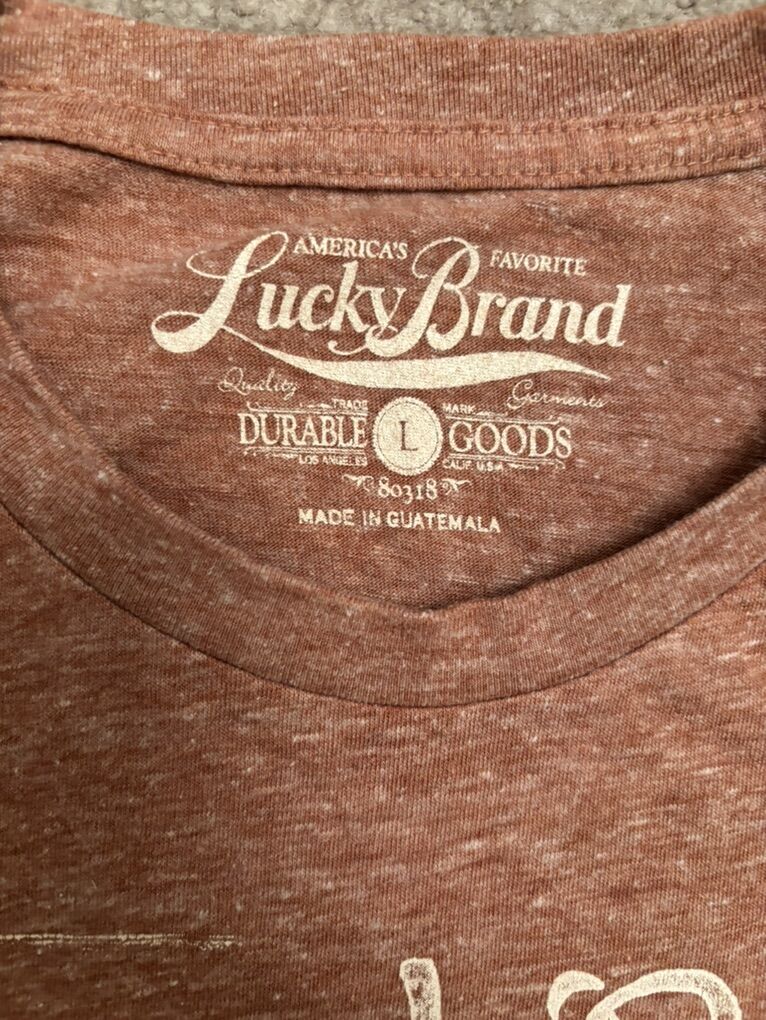 AMERICA'S FAVORITE
Lucky Brand
Quality Garments
TRADE MARK
DURABLE L GOODS
LOS ANGELES CALIF. U.S.A
80318
MADE IN GUATEMALA